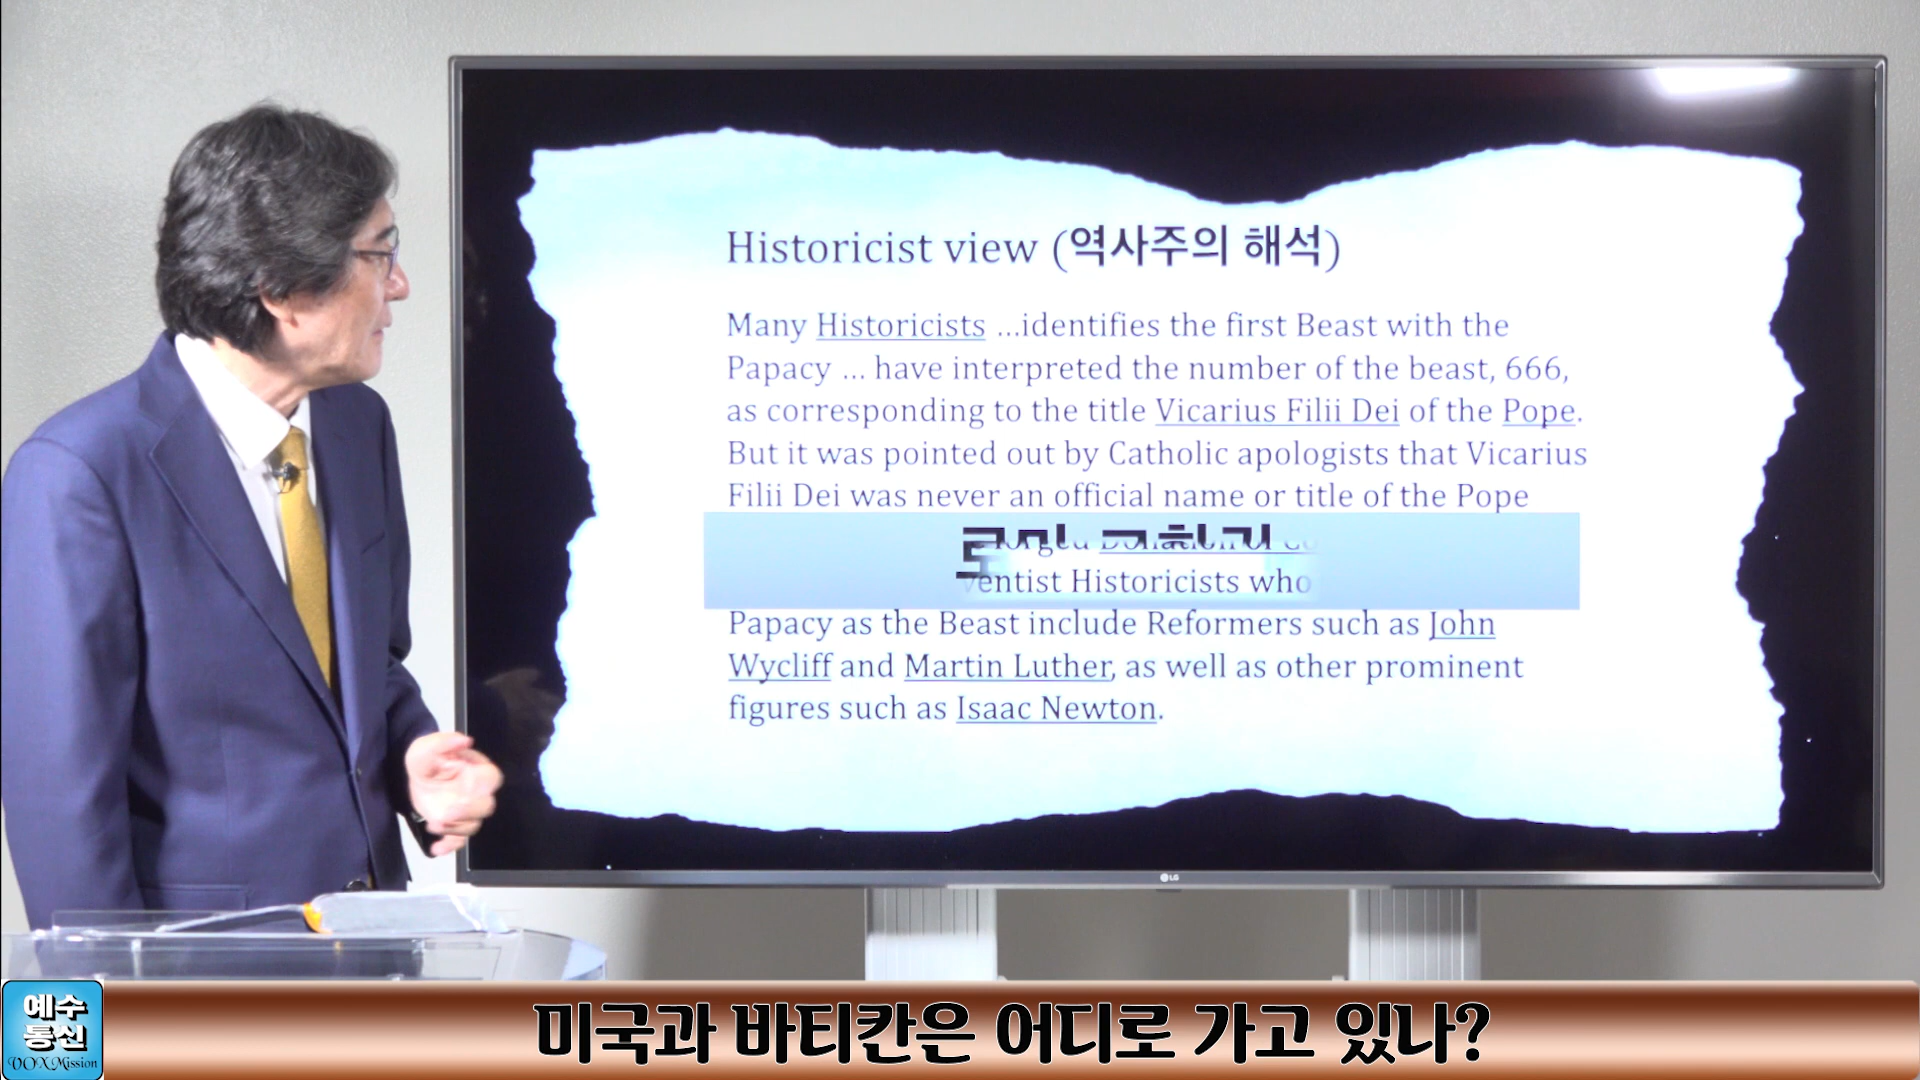 Historicist view (역사주의 해석)
Many Historicists ...identifies the first Beast with the
Papacy ... have interpreted the number of the beast, 666,
as corresponding to the title Vicarius Filii Dei of the Pope.
But it was pointed out by Catholic apologists that Vicarius
Filii Dei was never an official name or title of the Pope
Historicists who
Papacy as the Beast include Reformers such as John
Wycliff and Martin Luther, as well as other prominent
figures such as Isaac Newton.
LG
예수
통신
VOX Mission
미국과 바티칸은 어디로 가고 있나?